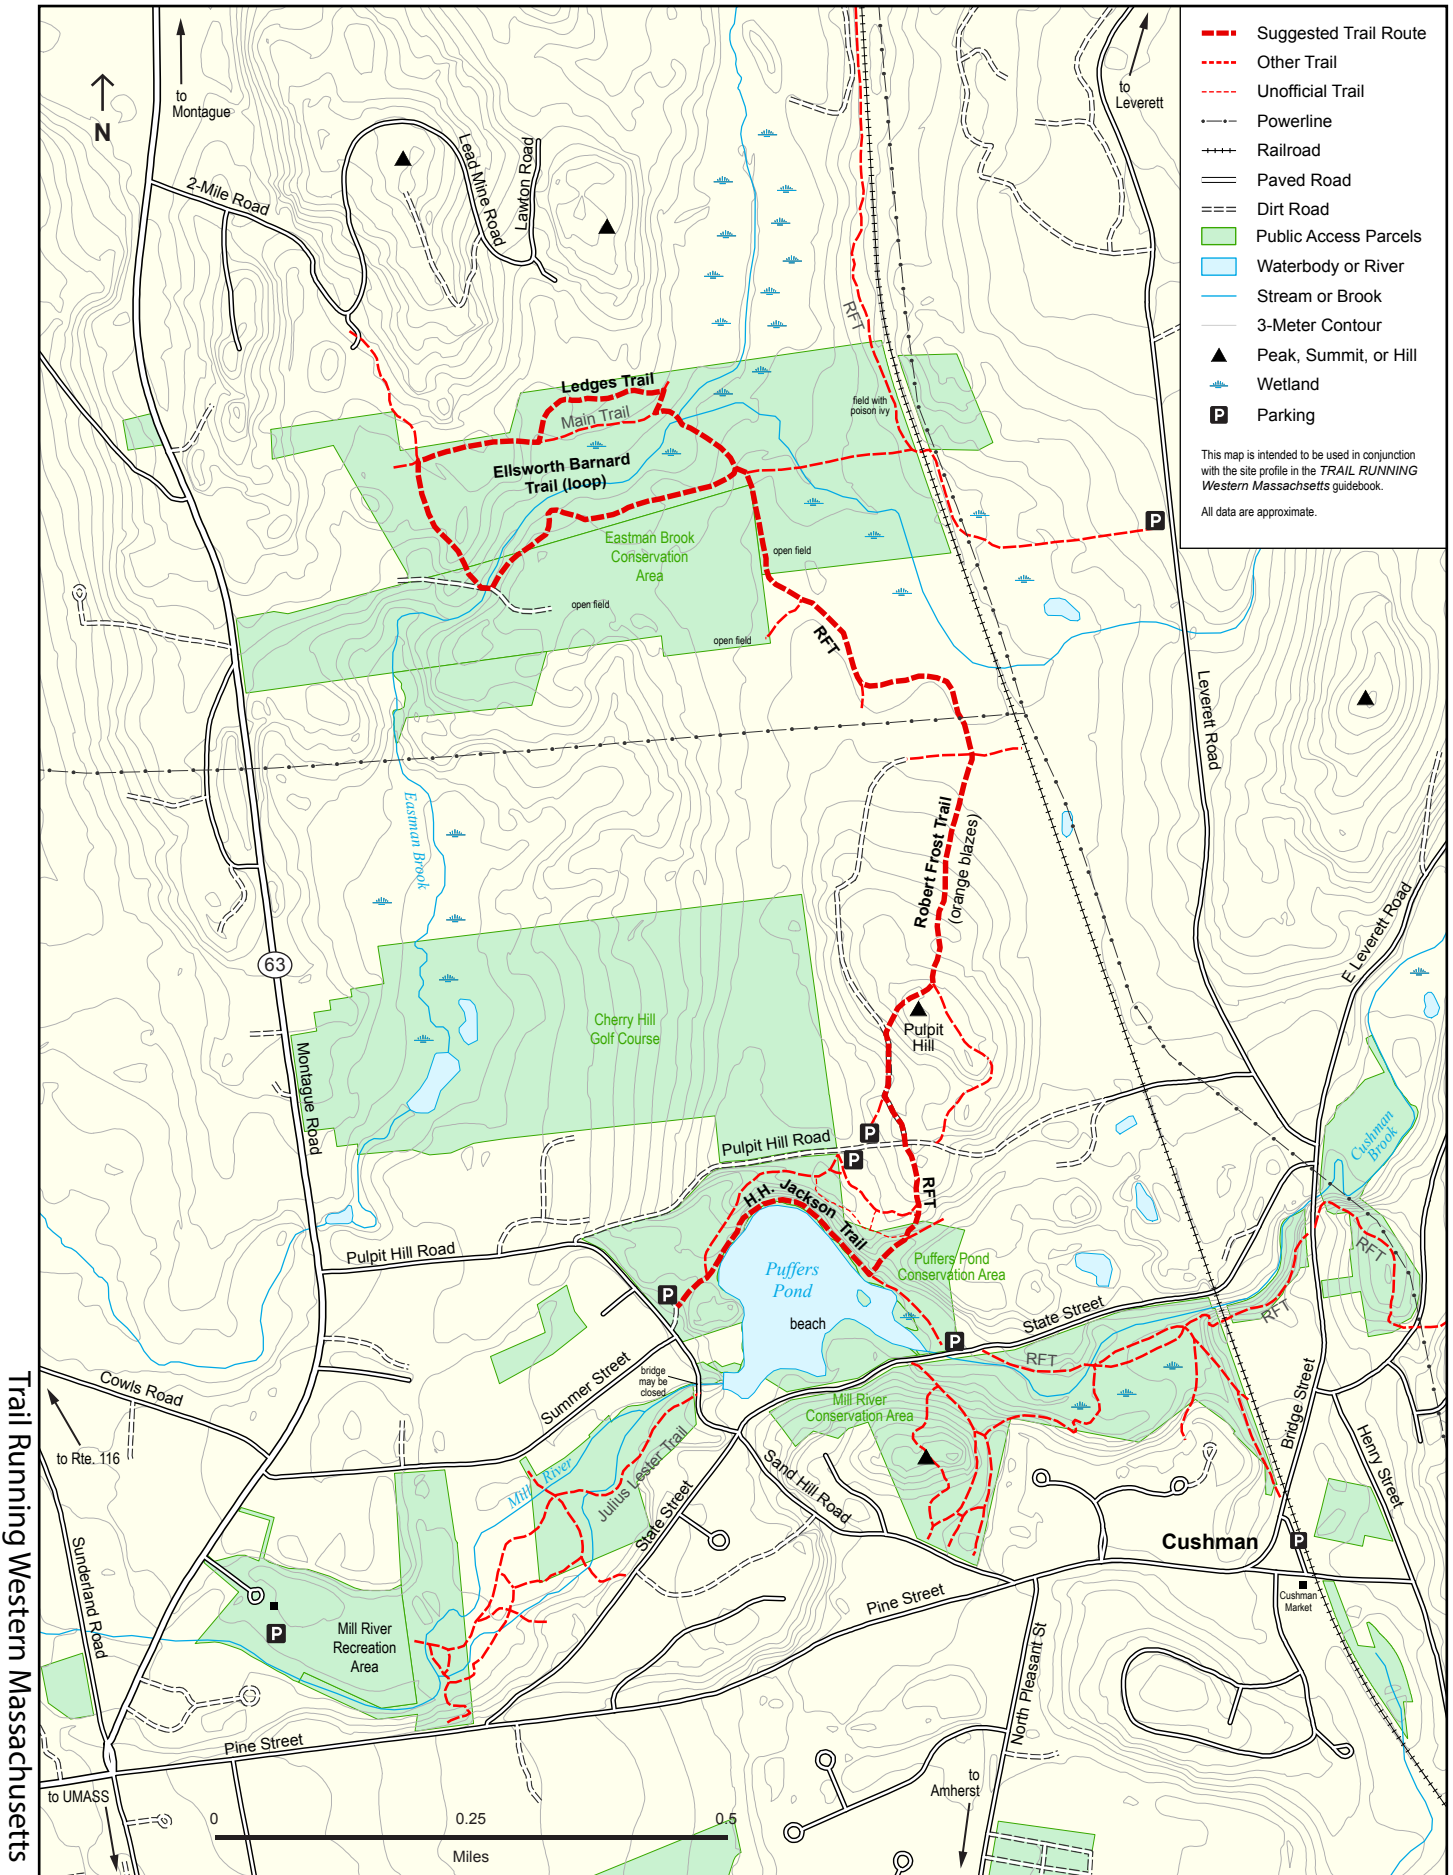 Suggested Trail Route
Other Trail
Unofficial Trail
Powerline
Railroad
Paved Road
Dirt Road
Public Access Parcels
Waterbody or River
Stream or Brook
3-Meter Contour
Peak, Summit, or Hill
Wetland
P Parking
This map is intended to be used in conjunction
with the site profile in the TRAIL RUNNING
Western Massachsetts guidebook.
All data are approximate.
to
Montague
N
to
Leverett
2-Mile Road
Lead Mine Road
Lawton Road
RFT
Ledges Trail
Main Trail
field with
poison ivy
Ellsworth Barnard
Trail (loop)
P
Eastman Brook
Conservation
Area
open field
open field
open field
RFT
Leverett Road
Eastman Brook
Robert Frost Trail
(orange blazes)
E Leverett Road
63
Cherry Hill
Golf Course
Pulpit
Hill
Montague Road
Cushman
Brook
P
Pulpit Hill Road
P
RFT
H.H. Jackson Trail
Pulpit Hill Road
Puffers Pond
Conservation Area
RFT
Puffers
Pond
P
State Street
RFT
beach
P
RFT
bridge
may be
closed
Summer Street
Cowls Road
Mill River
Conservation Area
Bridge Street
Henry Street
to Rte. 116
Mill River
Julius Lester Trail
Sand Hill Road
State Street
Cushman
P
Sunderland Road
Cushman
Market
Pine Street
P
Mill River
Recreation
Area
North Pleasant St
Pine Street
to UMASS
to
Amherst
0 0.25 0.5
Miles
Trail Running Western Massachusetts